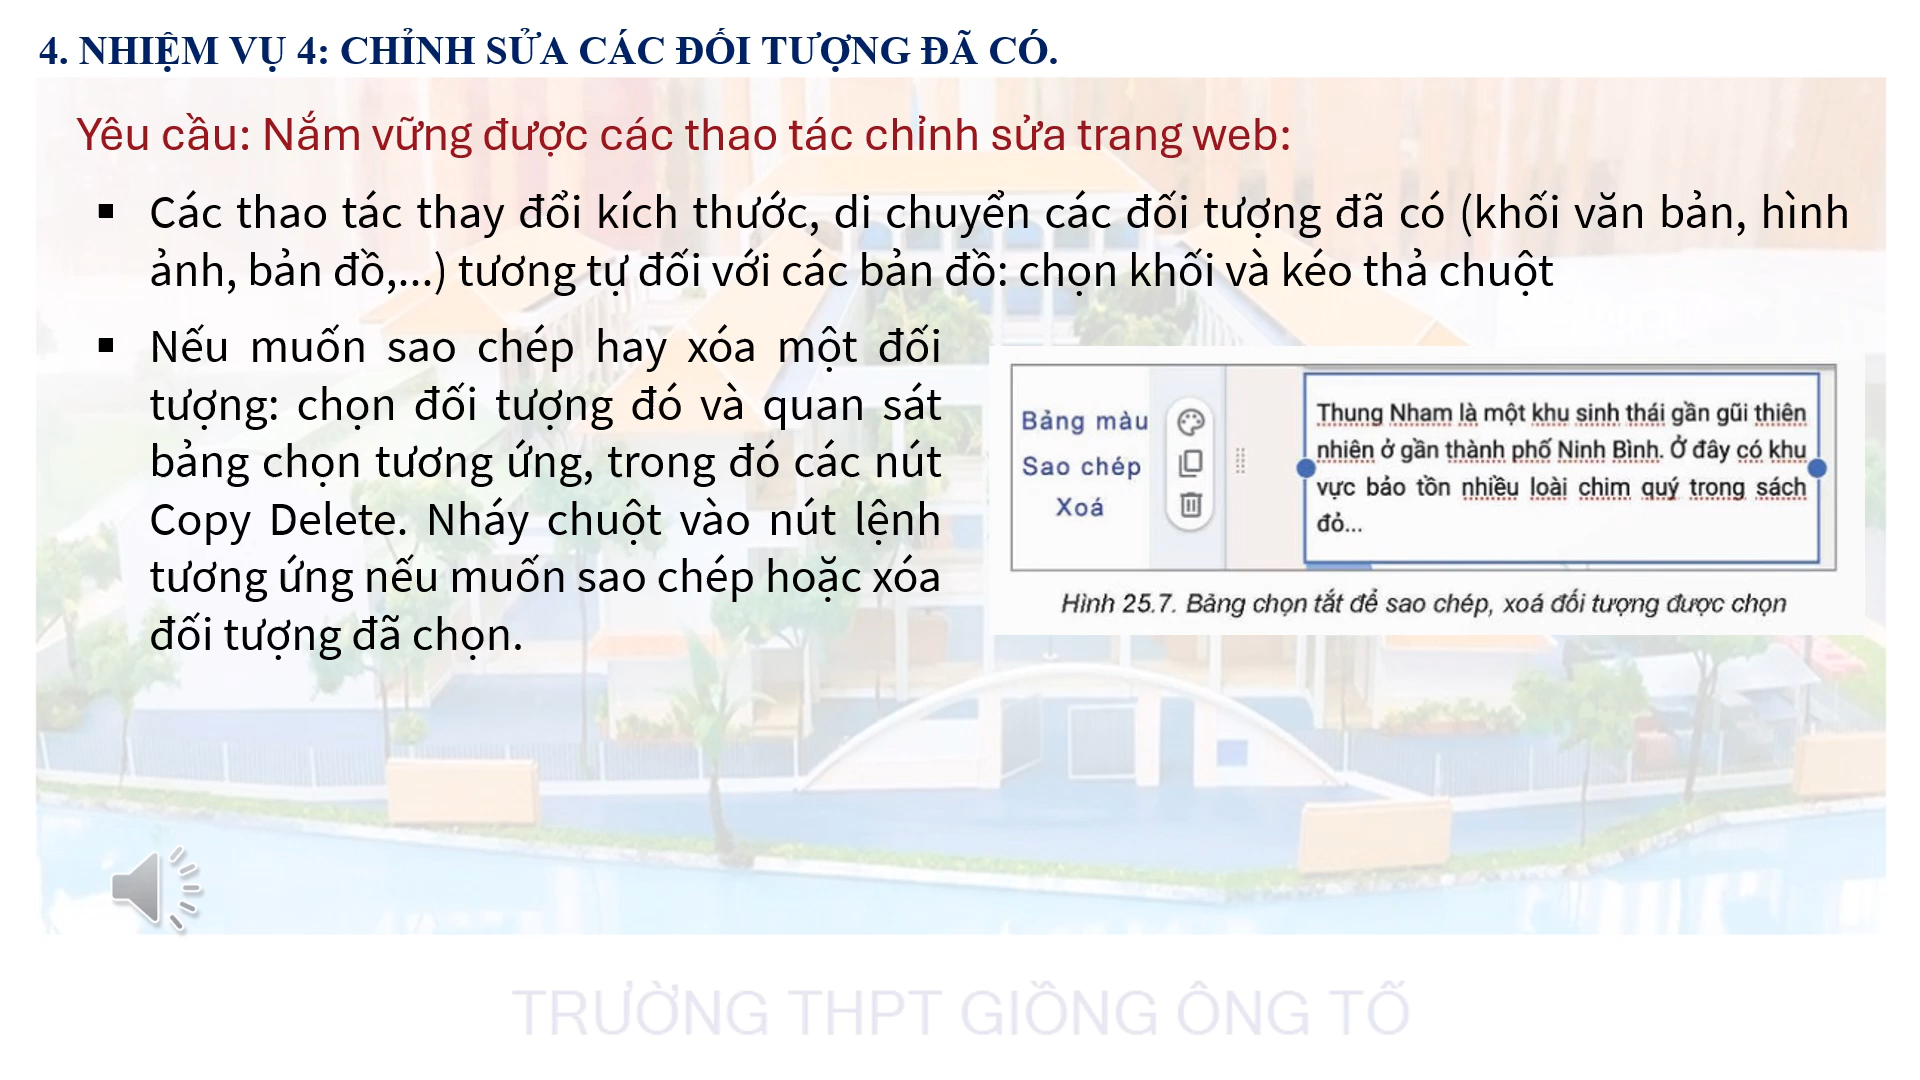 4. NHIỆM VỤ 4: CHỈNH SỬA CÁC ĐỐI TƯỢNG ĐÃ CÓ.
Yêu cầu: Nắm vững được các thao tác chỉnh sửa trang web:
▪ Các thao tác thay đổi kích thước, di chuyển các đối tượng đã có (khối văn bản, hình
ảnh, bản đồ,...) tương tự đối với các bản đồ: chọn khối và kéo thả chuột
▪ Nếu muốn sao chép hay xóa một đối
tượng: chọn đối tượng đó và quan sát
bảng chọn tương ứng, trong đó các nút
Copy Delete. Nháy chuột vào nút lệnh
tương ứng nếu muốn sao chép hoặc xóa
đối tượng đã chọn.
Bảng màu
Sao chép
Xoá
Thung Nham là một khu sinh thái gần gũi thiên
nhiên ở gần thành phố Ninh Bình. Ở đây có khu
vực bảo tồn nhiều loài chim quý trong sách
đỏ...
Hình 25.7. Bảng chọn tắt để sao chép, xoá đối tượng được chọn
TRƯỜNG THPT GIỒNG ÔNG TỐ